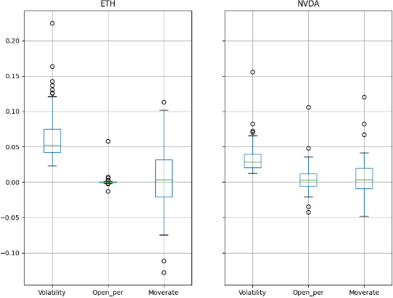 ETH
NVDA
0.20
0.15
0.10
0.05
0.00
−0.05
−0.10
Volatility Open_per Moverate
Volatility Open_per Moverate